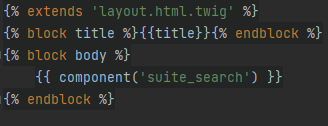 {% extends 'layout.html.twig' %}
{% block title %}{{title}}{% endblock %}
{% block body %}
    {{ component('suite_search') }}
{% endblock %}